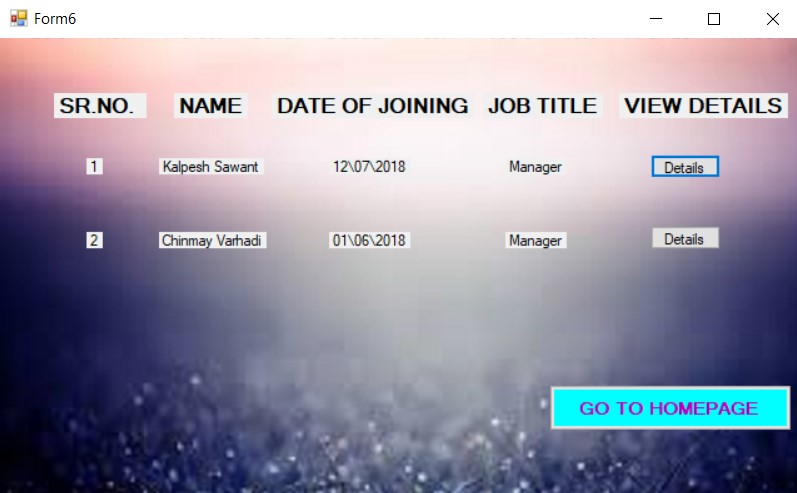 Form6
SR.NO. NAME DATE OF JOINING JOB TITLE VIEW DETAILS
1 Kalpesh Sawant 12\07\2018 Manager Details
2 Chinmay Varhadi 01\06\2018 Manager Details
GO TO HOMEPAGE